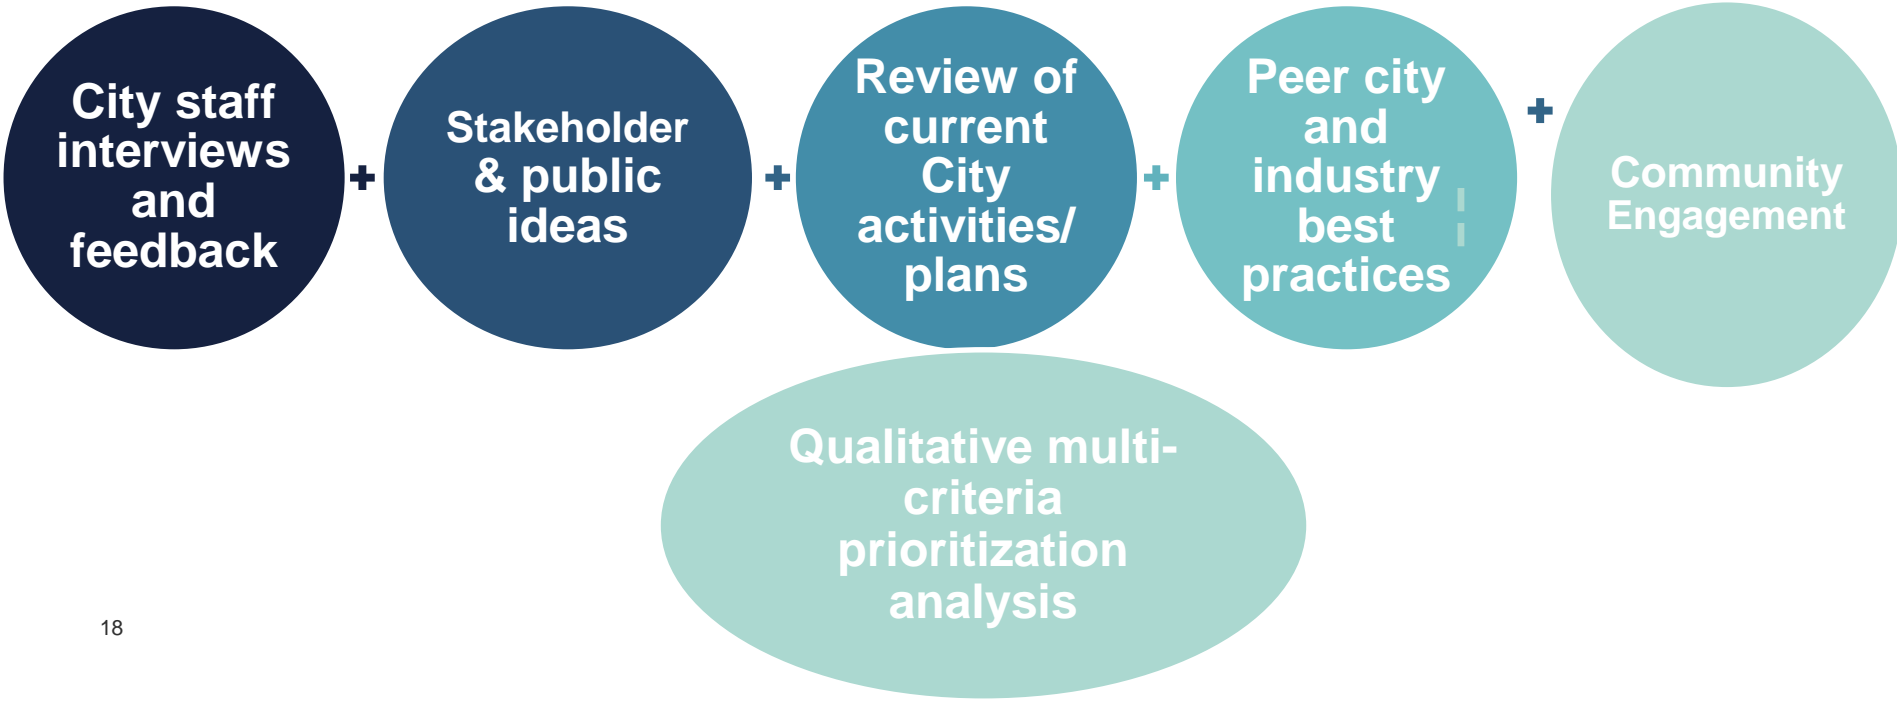 City staff
interviews
and
feedback
+
Stakeholder
& public
ideas
+
Review of
current
City
activities/
plans
+
Peer city
and
industry
best
practices
+
Community
Engagement
Qualitative multi-
criteria
prioritization
analysis
18